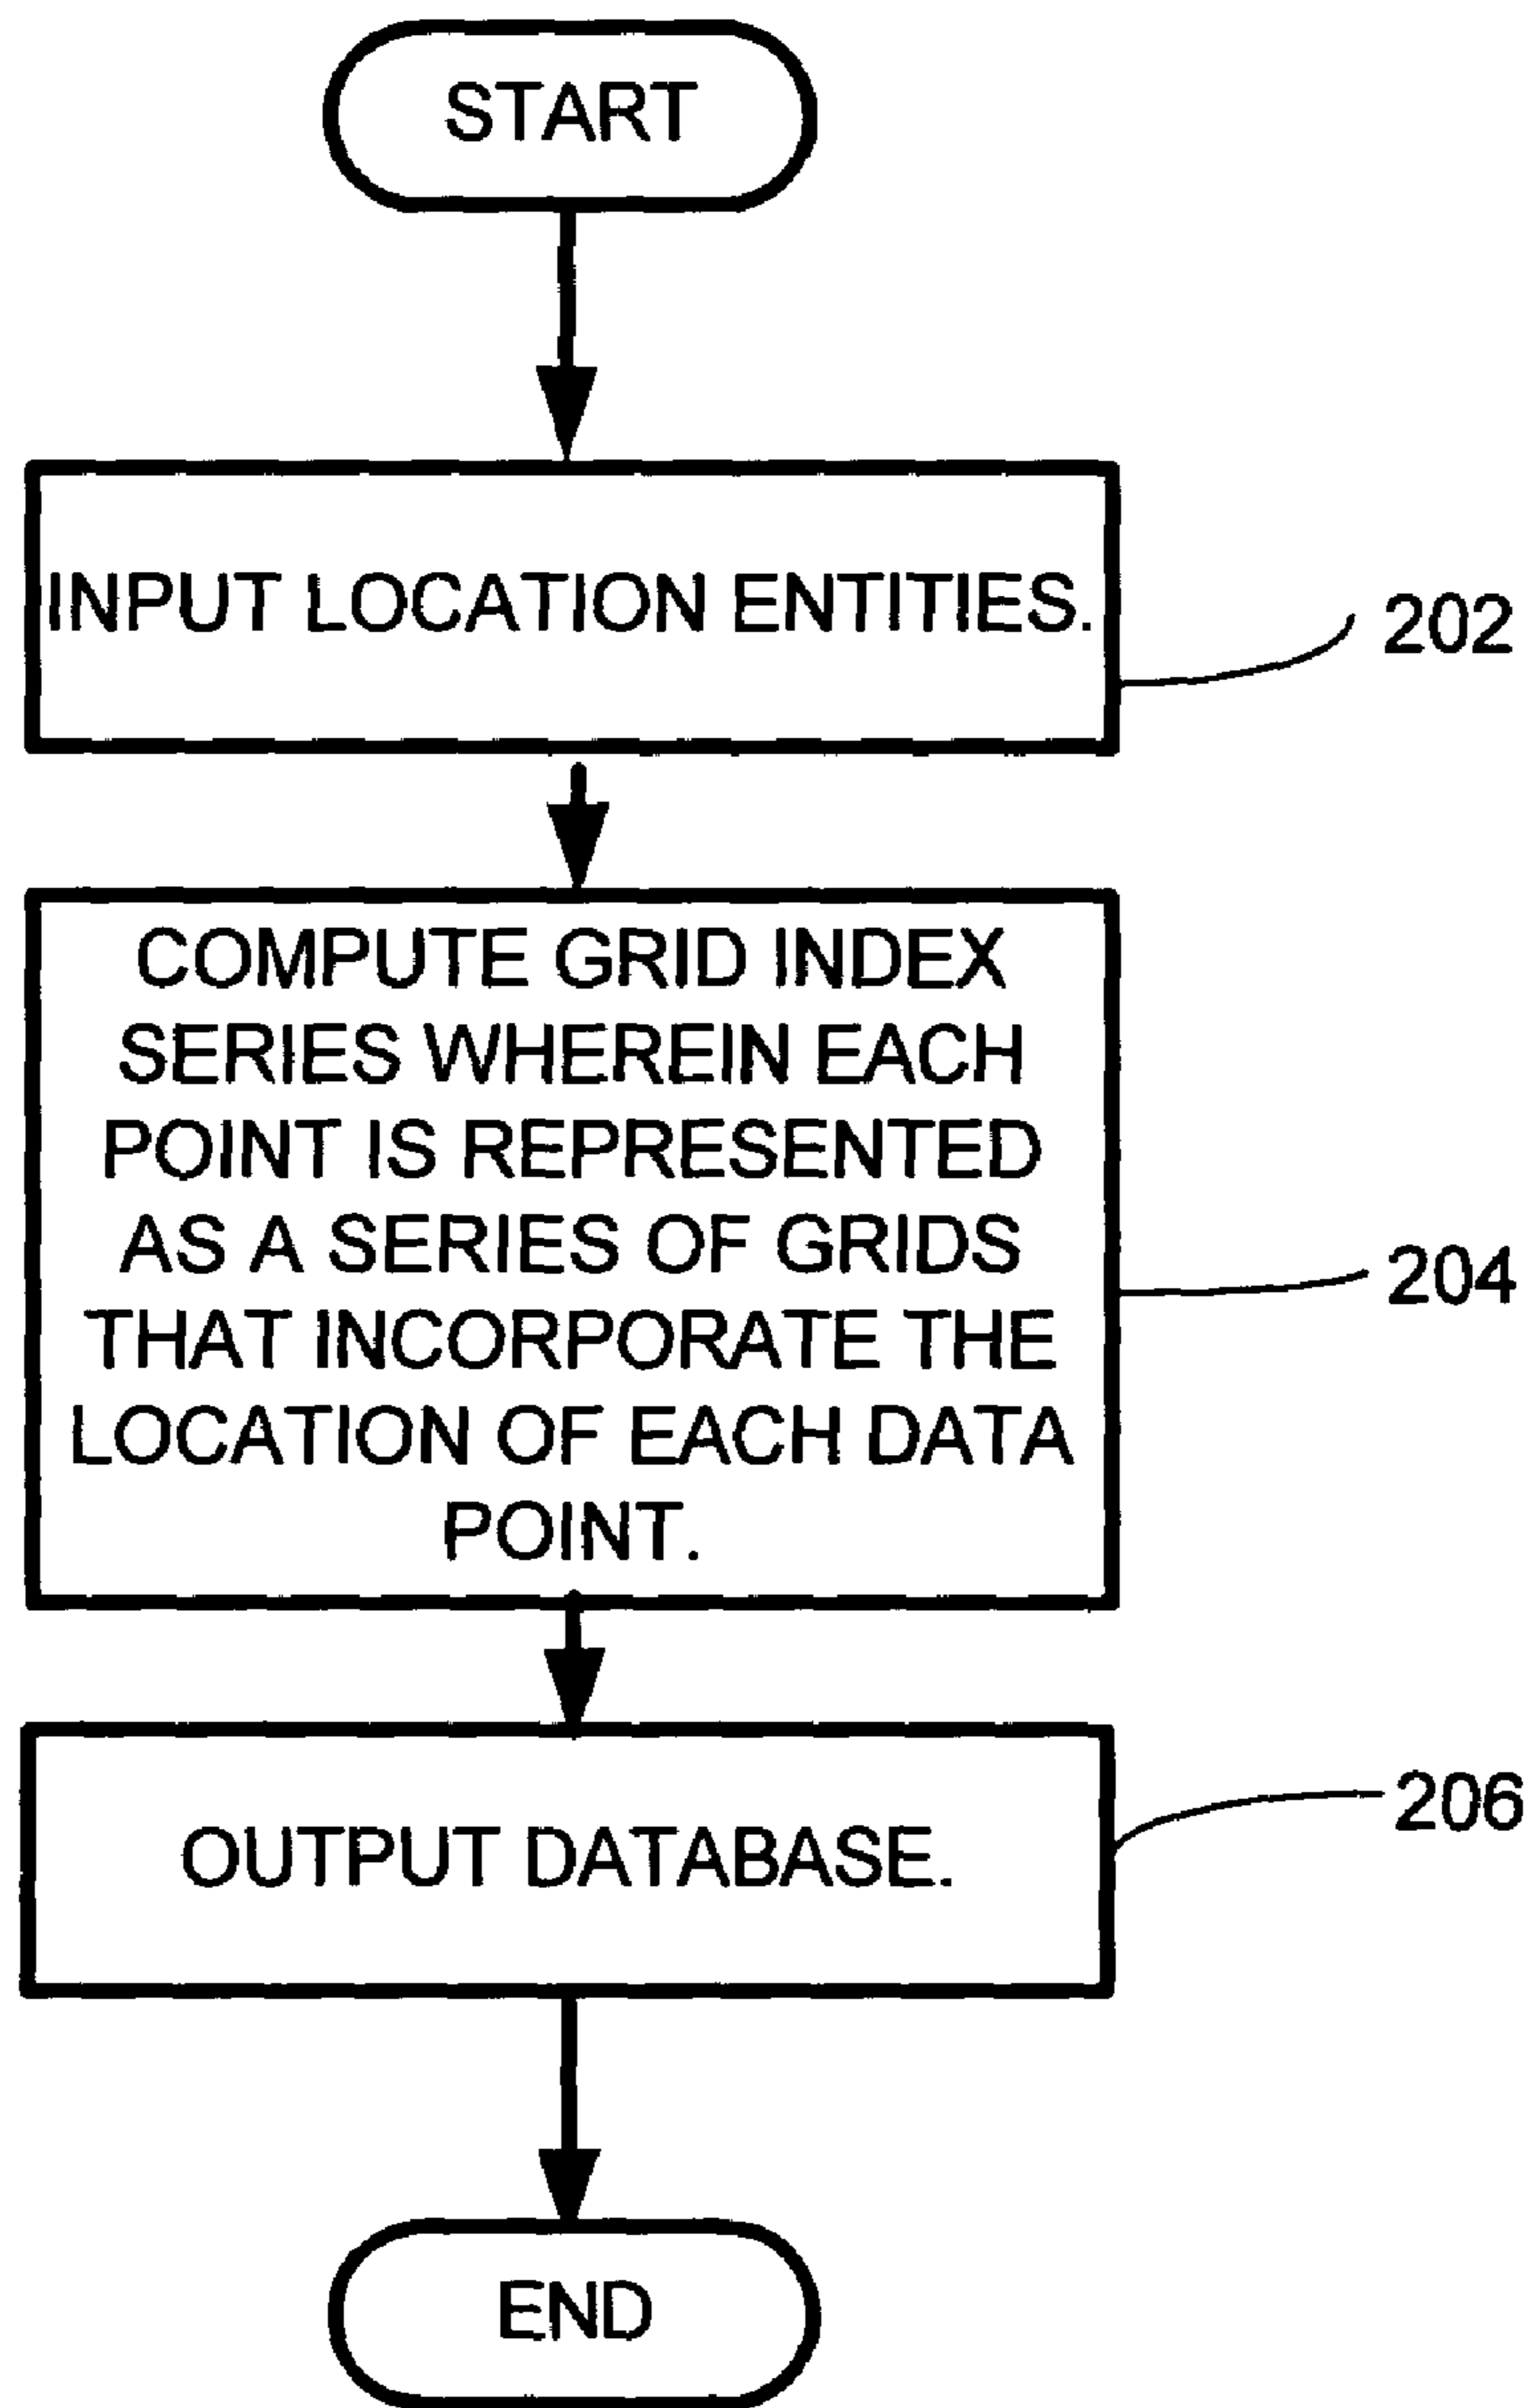 START
INPUT LOCATION ENTITIES.
202
COMPUTE GRID INDEX
SERIES WHEREIN EACH
POINT IS REPRESENTED
AS A SERIES OF GRIDS
THAT INCORPORATE THE
LOCATION OF EACH DATA
POINT.
204
OUTPUT DATABASE.
206
END